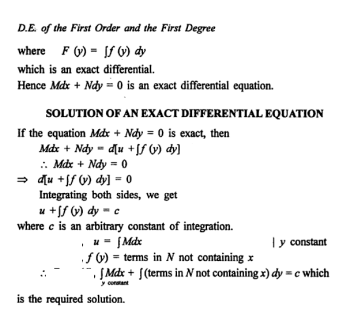 D.E. of the First Order and the First Degree
where F (y) = ∫f (y) dy
which is an exact differential.
Hence Mdx + Ndy = 0 is an exact differential equation.
SOLUTION OF AN EXACT DIFFERENTIAL EQUATION
If the equation Mdx + Ndy = 0 is exact, then
Mdx + Ndy = d[u +∫f (y) dy]
∴ Mdx + Ndy = 0
⇒ d[u +∫f (y) dy] = 0
Integrating both sides, we get
u +∫f (y) dy = c
where c is an arbitrary constant of integration.
u = ∫Mdx | y constant
f (y) = terms in N not containing x
∴ ∫Mdx + ∫(terms in N not containing x) dy = c which
y constant
is the required solution.